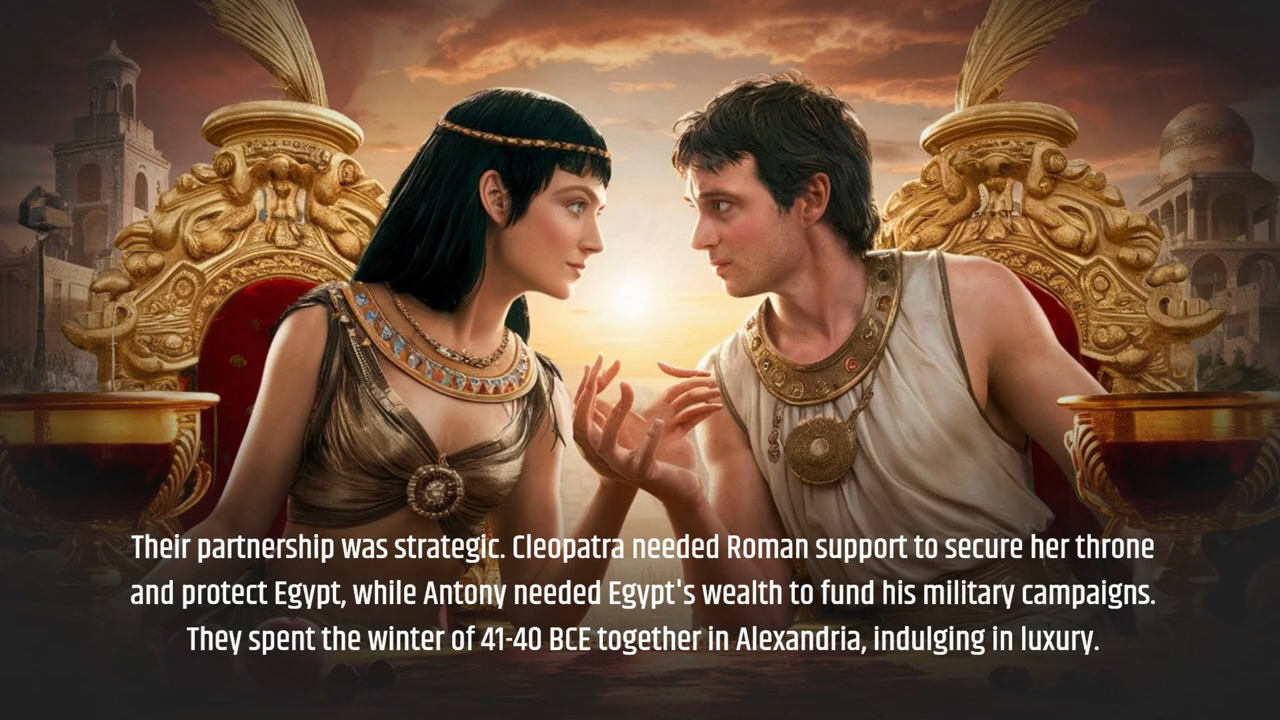 Their partnership was strategic. Cleopatra needed Roman support to secure her throne
and protect Egypt, while Antony needed Egypt's wealth to fund his military campaigns.
They spent the winter of 41-40 BCE together in Alexandria, indulging in luxury.